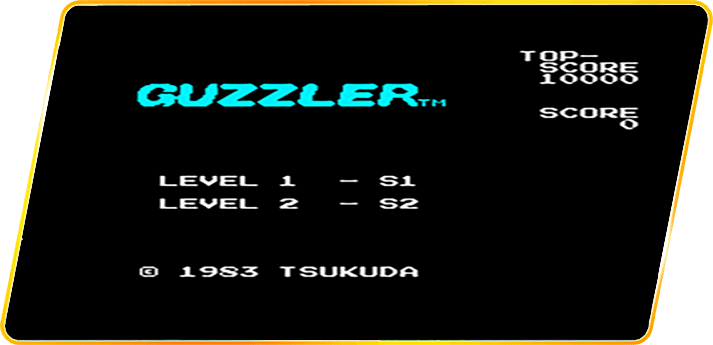 TOP-
SCORE
10000
GUZZLER™
SCORE
0
LEVEL 1 - S1
LEVEL 2 - S2
© 1983 TSUKUDA